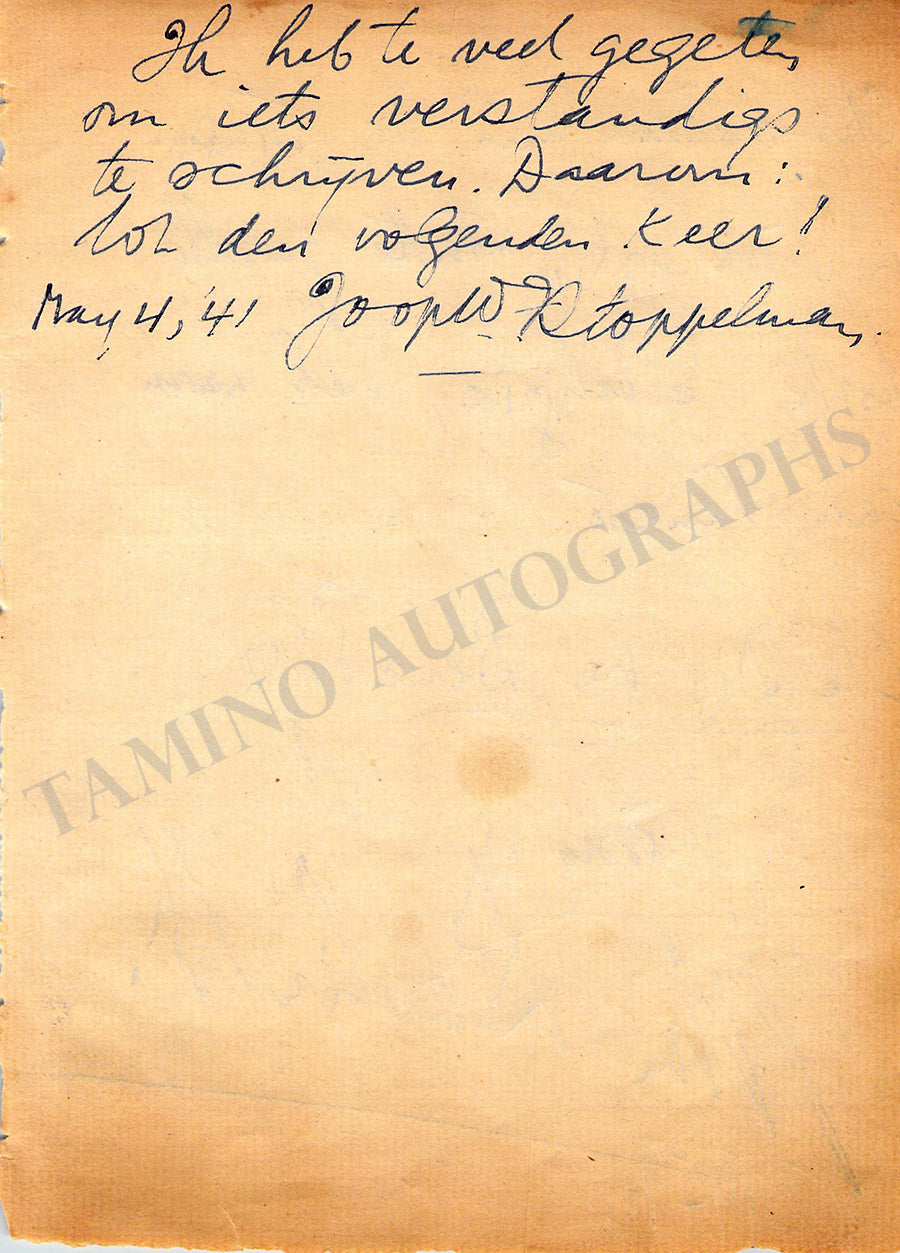 Ik heb te veel gegeten
om iets verstandigs
te schrijven. Daarom:
tot den volgenden keer!
May 4, '41 Joop W. F. Stoppelman.
TAMINO AUTOGRAPHS